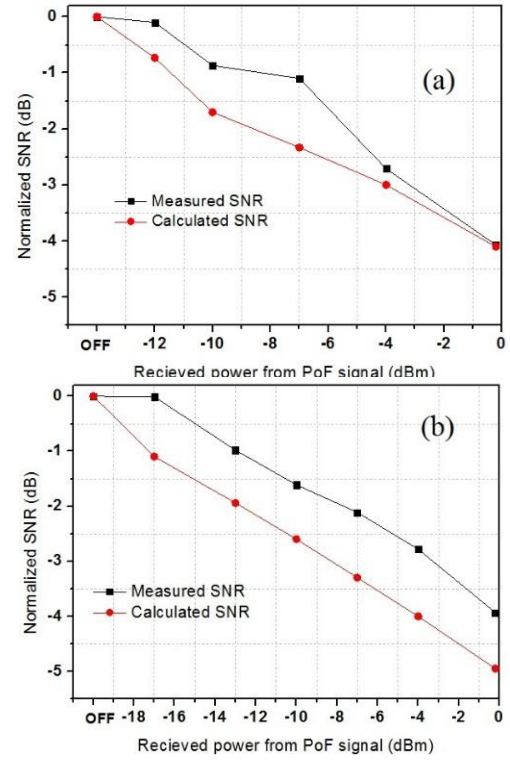 0
-1
-2
-3
-4
-5
Normalized SNR (dB)
(a)
Measured SNR
Calculated SNR
OFF -12 -10 -8 -6 -4 -2 0
Recieved power from PoF signal (dBm)
0
-1
-2
-3
-4
-5
Normalized SNR (dB)
(b)
Measured SNR
Calculated SNR
OFF -18 -16 -14 -12 -10 -8 -6 -4 -2 0
Recieved power from PoF signal (dBm)